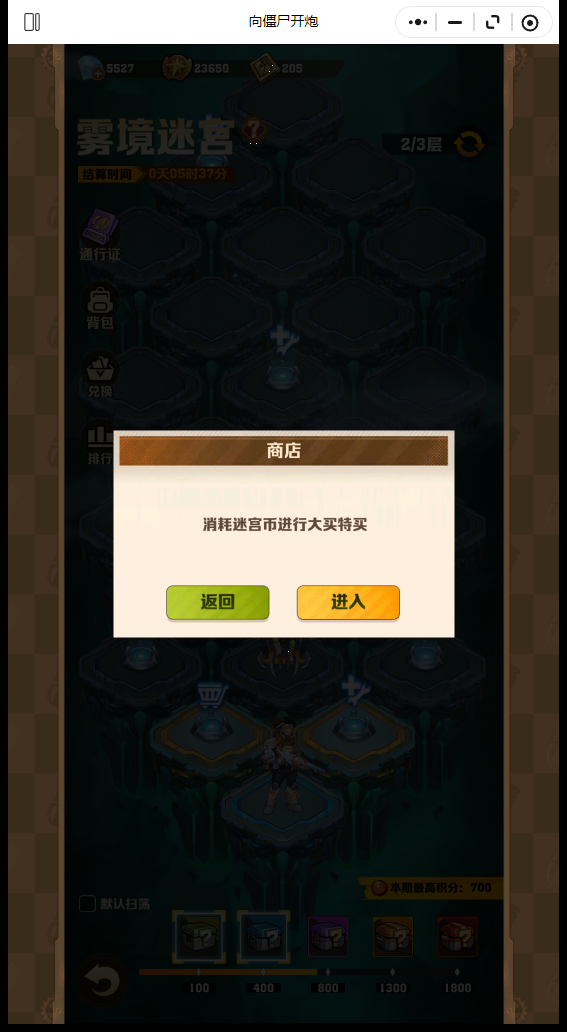 向僵尸开炮
5527 23650 205
雾境迷宫 ?
2/3层
结算时间 0天05时37分
通行证
背包
兑换
排行
商店
消耗迷宫币进行大买特买
返回 进入
本期最高积分：700
默认扫荡
? ? ? ? ?
100 400 800 1300 1800